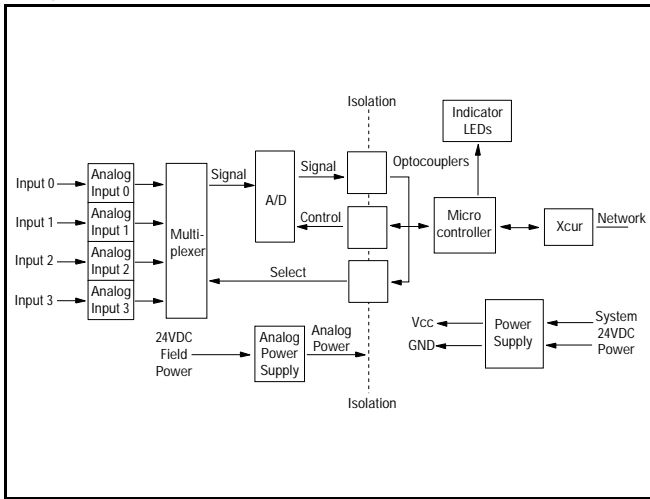 Isolation
Indicator
LEDs
Input 0
Analog
Input 0
Input 1
Analog
Input 1
Input 2
Analog
Input 2
Input 3
Analog
Input 3
Multi-
plexer
Signal
A/D
Signal
Control
Select
Optocouplers
Micro
controller
Xcur
Network
24VDC
Field
Power
Analog
Power
Supply
Analog
Power
Isolation
Vcc
GND
Power
Supply
System
24VDC
Power